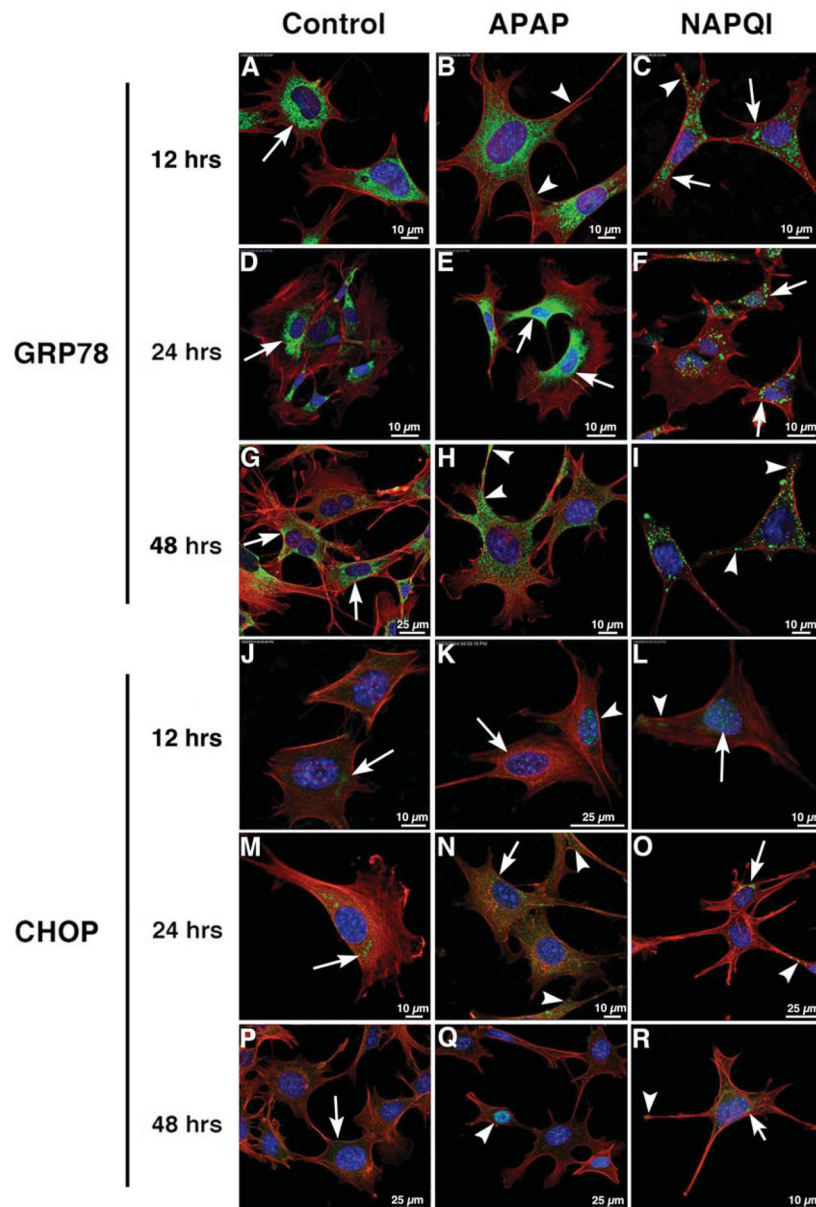 Control APAP NAPQI
A B C
12 hrs
10 µm 10 µm 10 µm
D E F
GRP78 24 hrs
10 µm 10 µm 10 µm
G H I
48 hrs
25 µm 10 µm 10 µm
J K L
12 hrs
10 µm 25 µm 10 µm
M N O
CHOP 24 hrs
10 µm 10 µm 25 µm
P Q R
48 hrs
25 µm 25 µm 10 µm